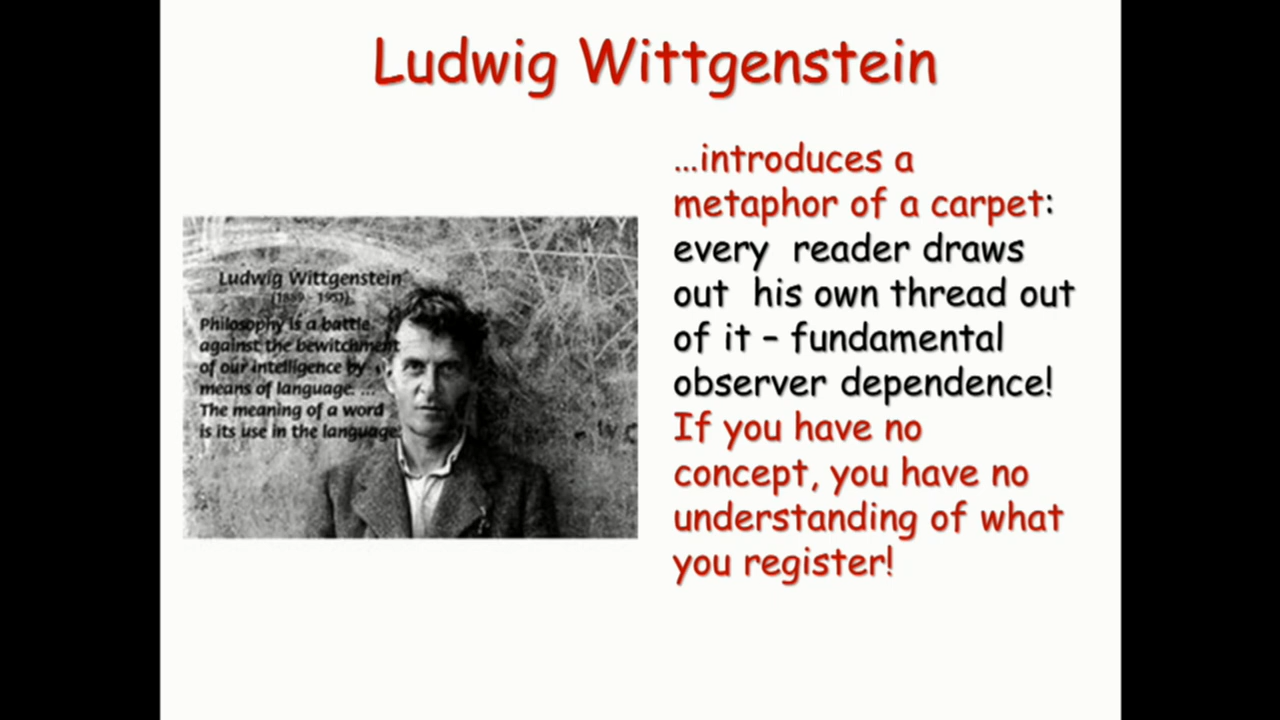 Ludwig Wittgenstein
Ludwig Wittgenstein
(1889 - 1951)
Philosophy is a battle
against the bewitchment
of our intelligence by
means of language. ...
The meaning of a word
is its use in the language.
...introduces a
metaphor of a carpet:
every reader draws
out his own thread out
of it – fundamental
observer dependence!
If you have no
concept, you have no
understanding of what
you register!